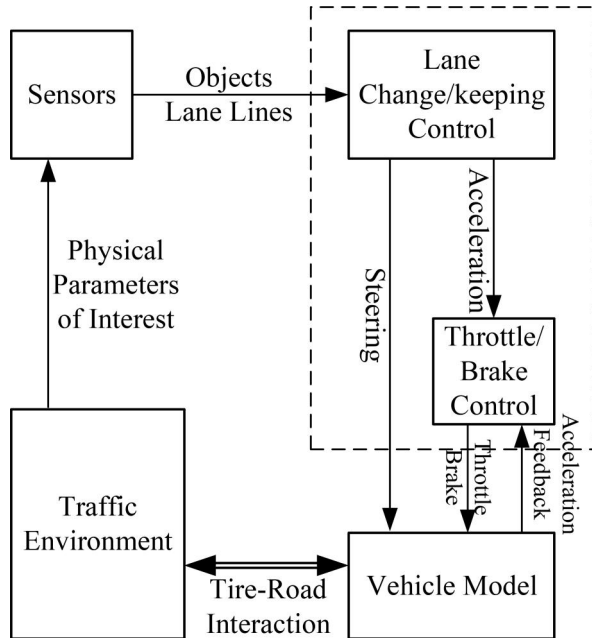 Sensors
Objects
Lane Lines
Lane
Change/keeping
Control
Physical
Parameters
of Interest
Steering
Acceleration
Throttle/
Brake
Control
Throttle
Brake
Acceleration
Feedback
Traffic
Environment
Tire-Road
Interaction
Vehicle Model